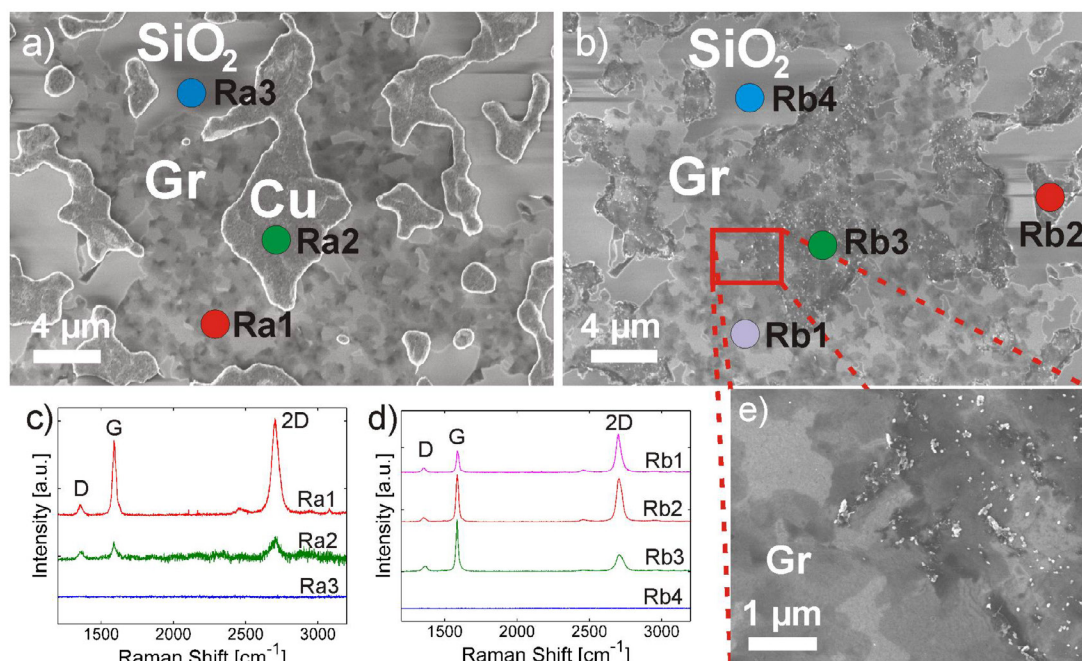 a)
SiO2
Ra3
Gr
Cu
Ra2
Ra1
4 µm
b)
SiO2
Rb4
Gr
Rb2
Rb3
Rb1
4 µm
c)
D
G
2D
Ra1
Ra2
Ra3
Intensity [a.u.]
1500 2000 2500 3000
Raman Shift [cm-1]
d)
D
G
2D
Rb1
Rb2
Rb3
Rb4
Intensity [a.u.]
1500 2000 2500 3000
Raman Shift [cm-1]
e)
Gr
1 µm